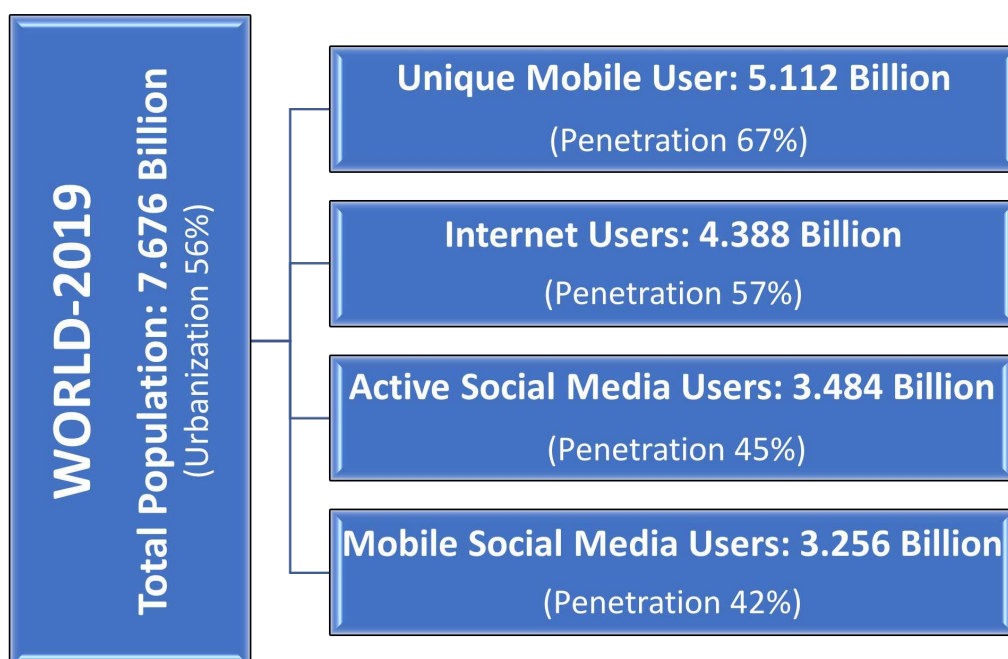 WORLD-2019
Total Population: 7.676 Billion
(Urbanization 56%)
Unique Mobile User: 5.112 Billion
(Penetration 67%)
Internet Users: 4.388 Billion
(Penetration 57%)
Active Social Media Users: 3.484 Billion
(Penetration 45%)
Mobile Social Media Users: 3.256 Billion
(Penetration 42%)